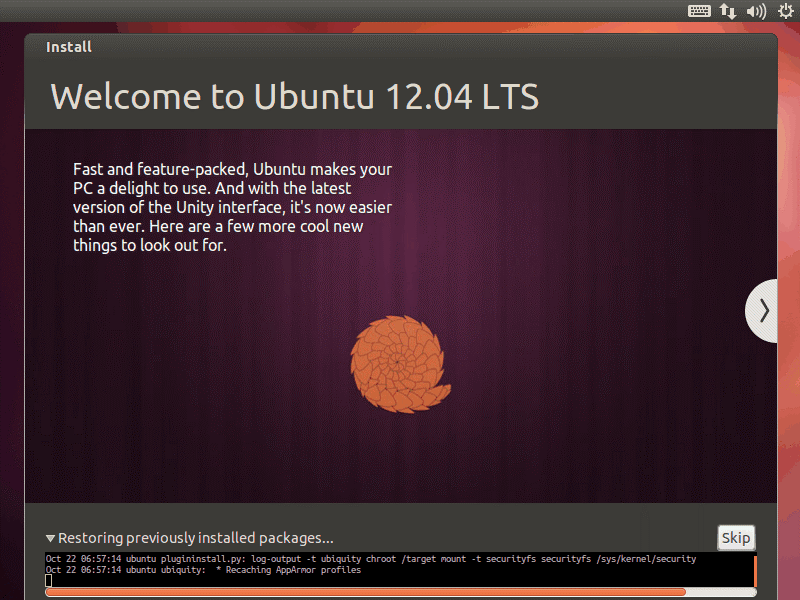 Install
Welcome to Ubuntu 12.04 LTS
Fast and feature-packed, Ubuntu makes your
PC a delight to use. And with the latest
version of the Unity interface, it's now easier
than ever. Here are a few more cool new
things to look out for.
Restoring previously installed packages...
Skip
Oct 22 06:57:14 ubuntu plugininstall.py: log-output -t ubiquity chroot /target mount -t securityfs securityfs /sys/kernel/security
Oct 22 06:57:14 ubuntu ubiquity:  * Recaching AppArmor profiles